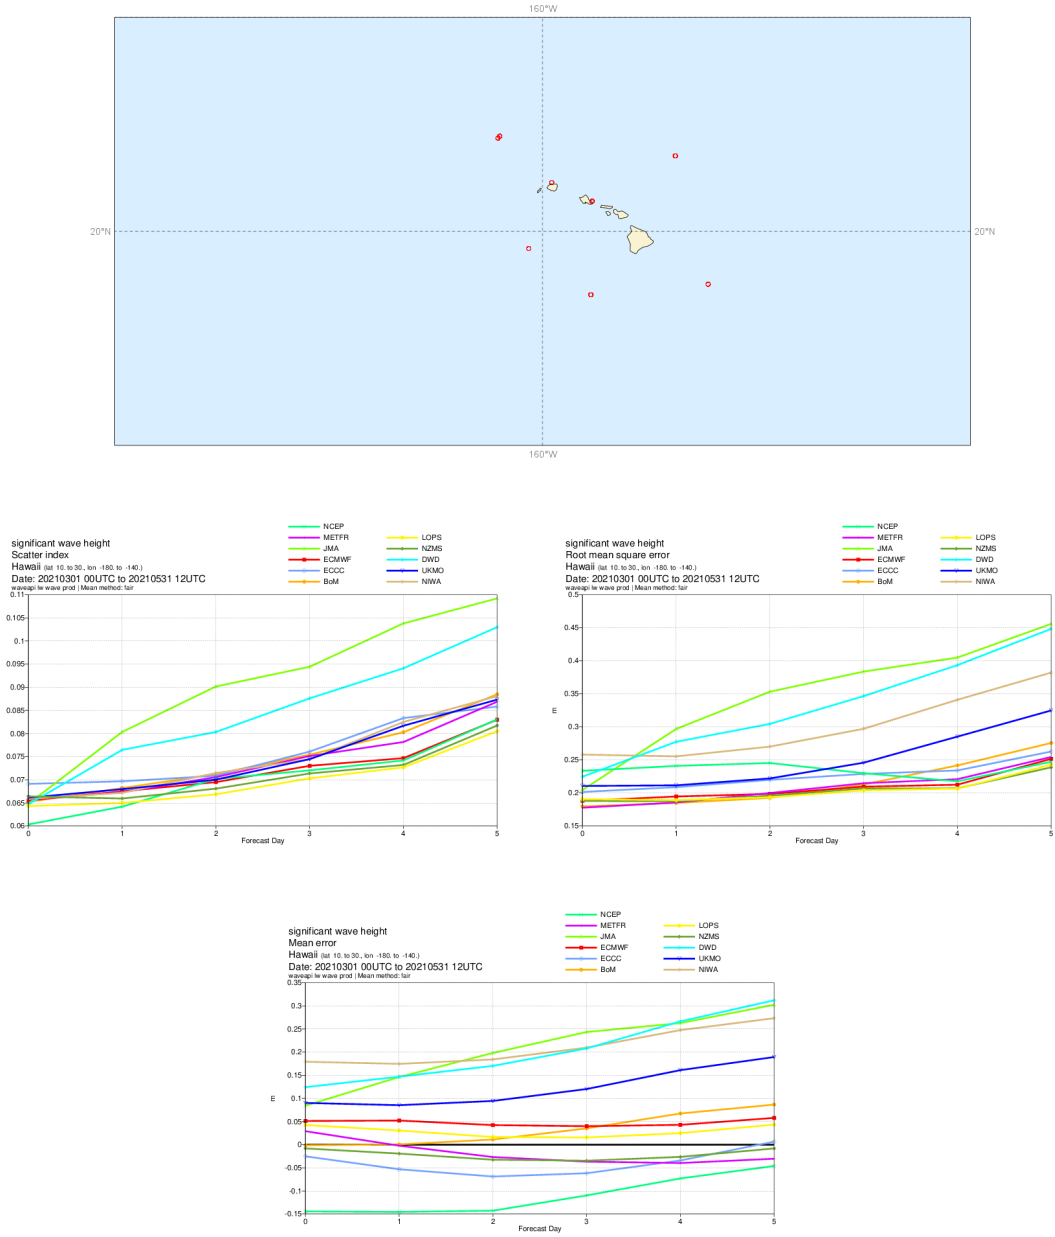 160°W
20°N
20°N
160°W
significant wave height
Scatter index
Hawaii (lat 10. to 30., lon -180. to -140.)
Date: 20210301 00UTC to 20210531 12UTC
waveapi lw wave prod | Mean method: fair
NCEP
METFR
JMA
ECMWF
ECCC
BoM
LOPS
NZMS
DWD
UKMO
NIWA
0.11
0.105
0.1
0.095
0.09
0.085
0.08
0.075
0.07
0.065
0.06
0 1 2 3 4 5
Forecast Day
significant wave height
Root mean square error
Hawaii (lat 10. to 30., lon -180. to -140.)
Date: 20210301 00UTC to 20210531 12UTC
waveapi lw wave prod | Mean method: fair
NCEP
METFR
JMA
ECMWF
ECCC
BoM
LOPS
NZMS
DWD
UKMO
NIWA
0.5
0.45
0.4
0.35
0.3
0.25
0.2
0.15
m
0 1 2 3 4 5
Forecast Day
significant wave height
Mean error
Hawaii (lat 10. to 30., lon -180. to -140.)
Date: 20210301 00UTC to 20210531 12UTC
waveapi lw wave prod | Mean method: fair
NCEP
METFR
JMA
ECMWF
ECCC
BoM
LOPS
NZMS
DWD
UKMO
NIWA
0.35
0.3
0.25
0.2
0.15
0.1
0.05
0
-0.05
-0.1
-0.15
m
0 1 2 3 4 5
Forecast Day